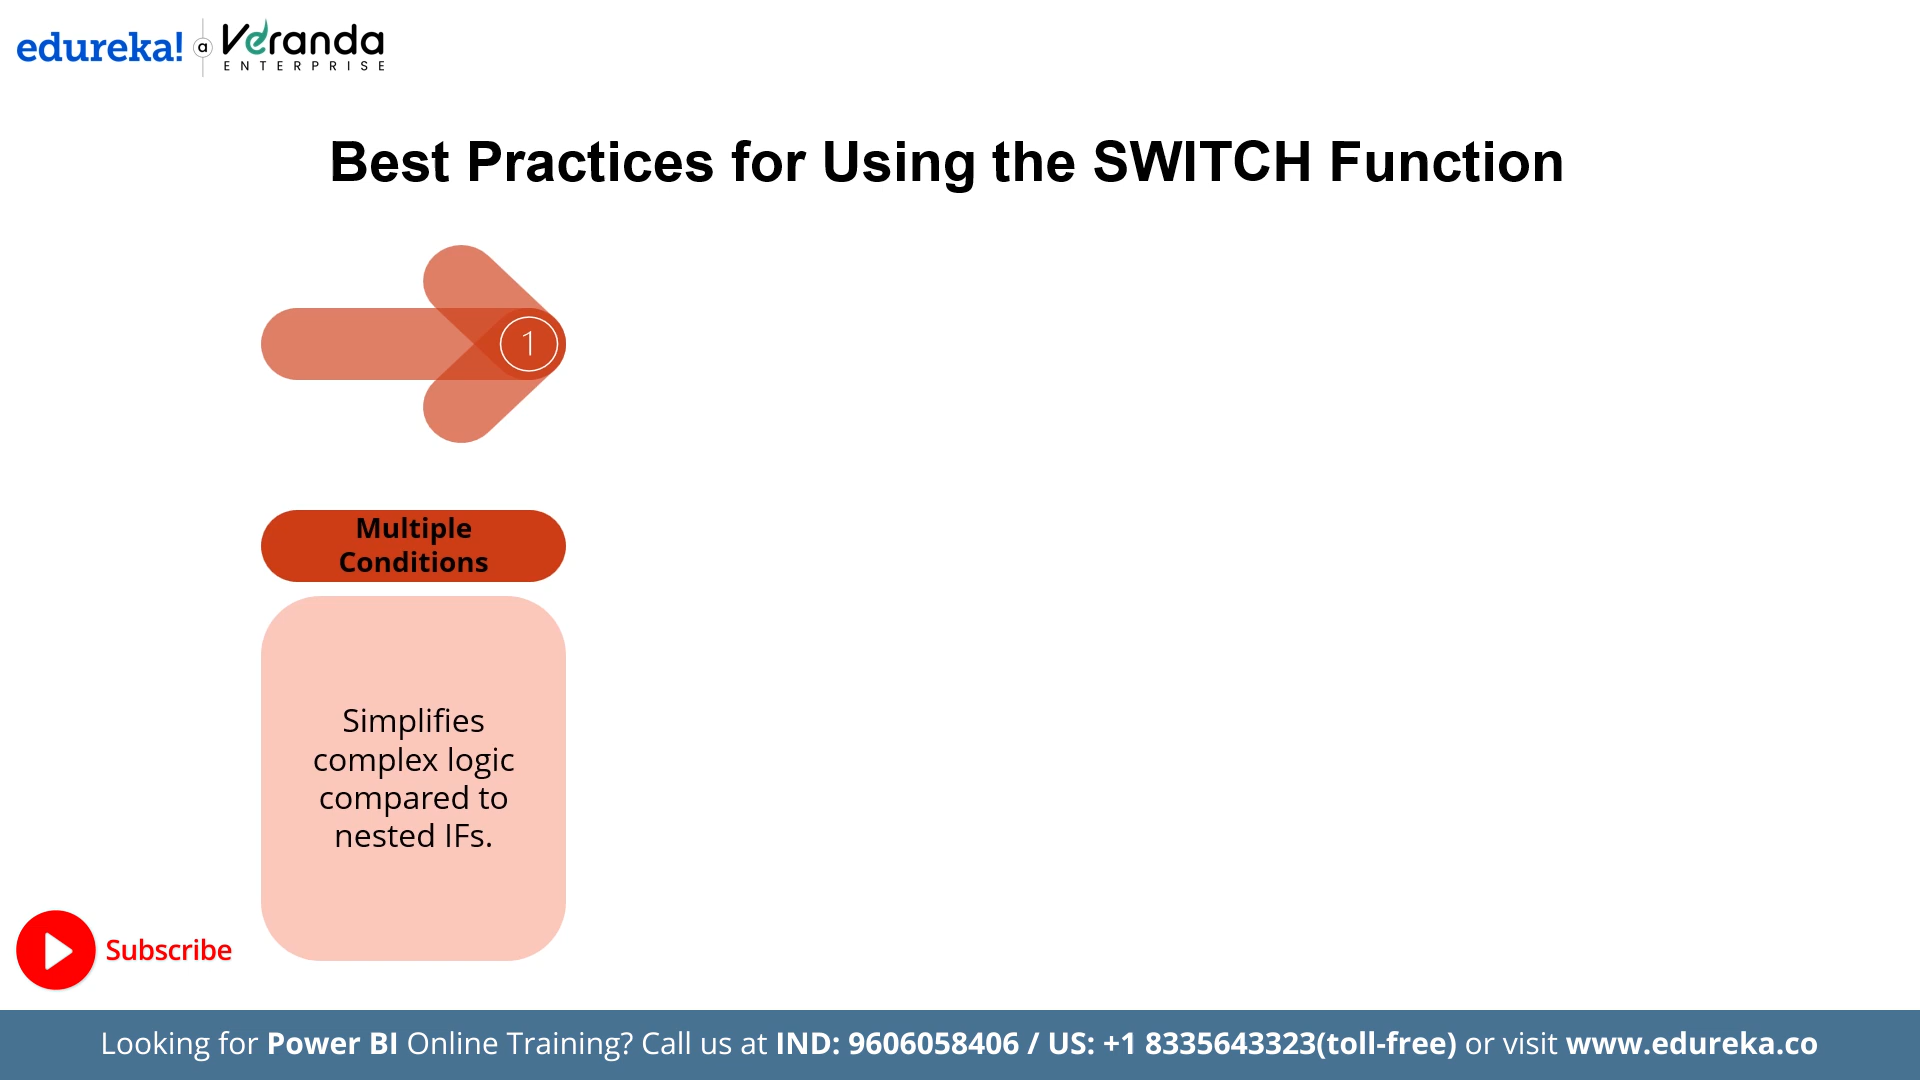 edureka! a Veranda
ENTERPRISE
Best Practices for Using the SWITCH Function
1
Multiple
Conditions
Simplifies
complex logic
compared to
nested IFs.
Subscribe
Looking for Power BI Online Training? Call us at IND: 9606058406 / US: +1 8335643323(toll-free) or visit www.edureka.co